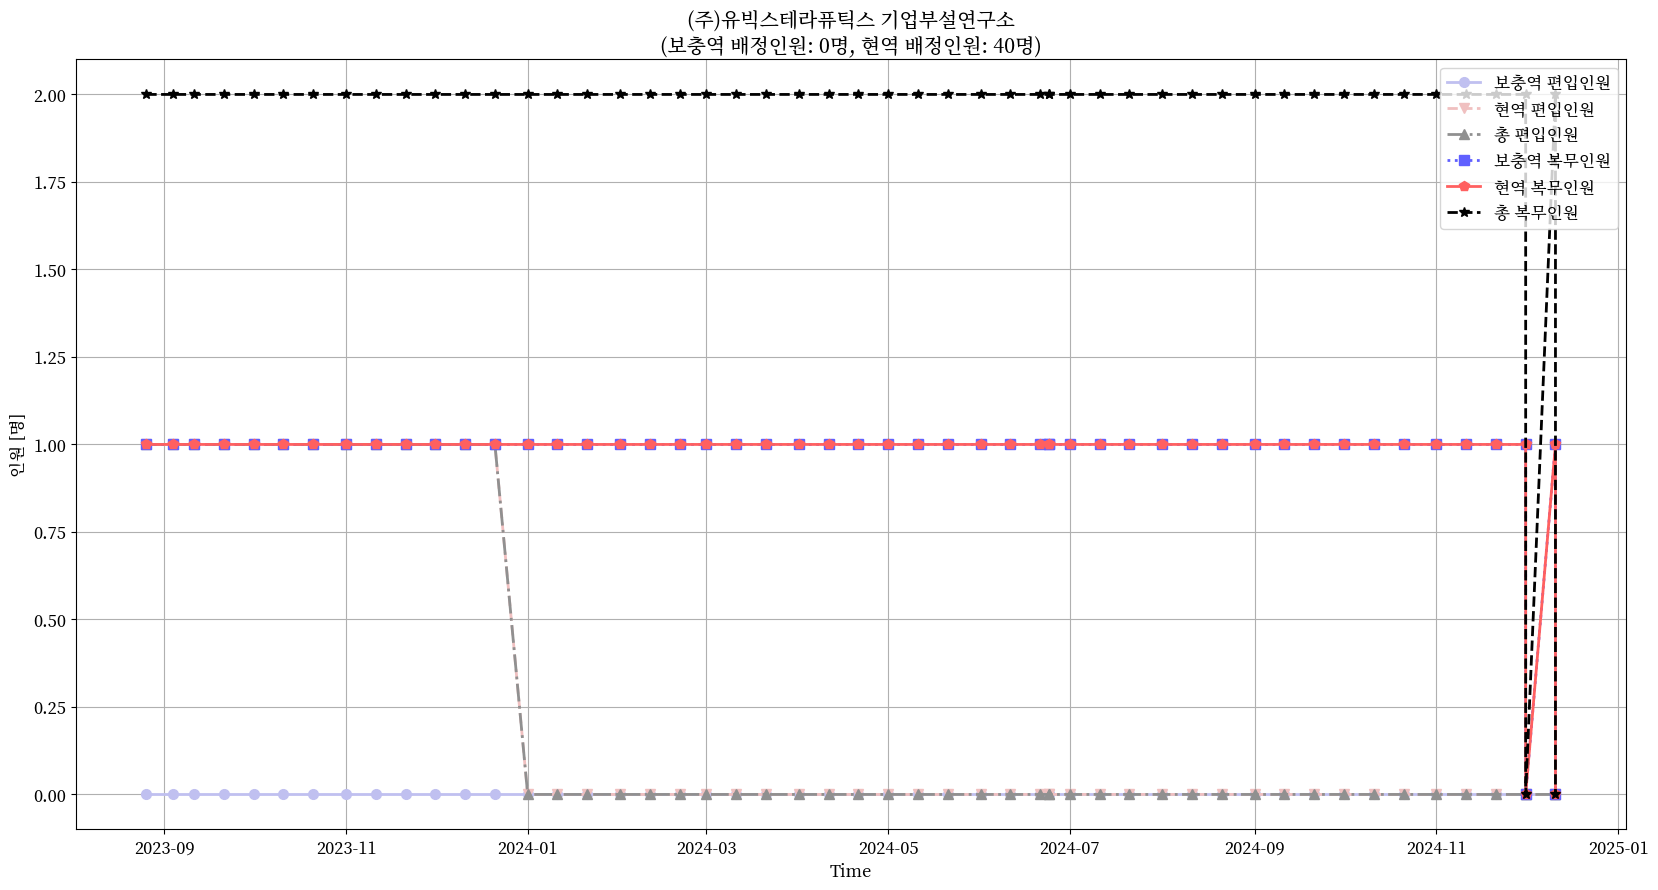 (주)유빅스테라퓨틱스 기업부설연구소
(보충역 배정인원: 0명, 현역 배정인원: 40명)
보충역 편입인원
현역 편입인원
총 편입인원
보충역 복무인원
현역 복무인원
총 복무인원
인원 [명]
2.00
1.75
1.50
1.25
1.00
0.75
0.50
0.25
0.00
2023-09
2023-11
2024-01
2024-03
2024-05
2024-07
2024-09
2024-11
2025-01
Time